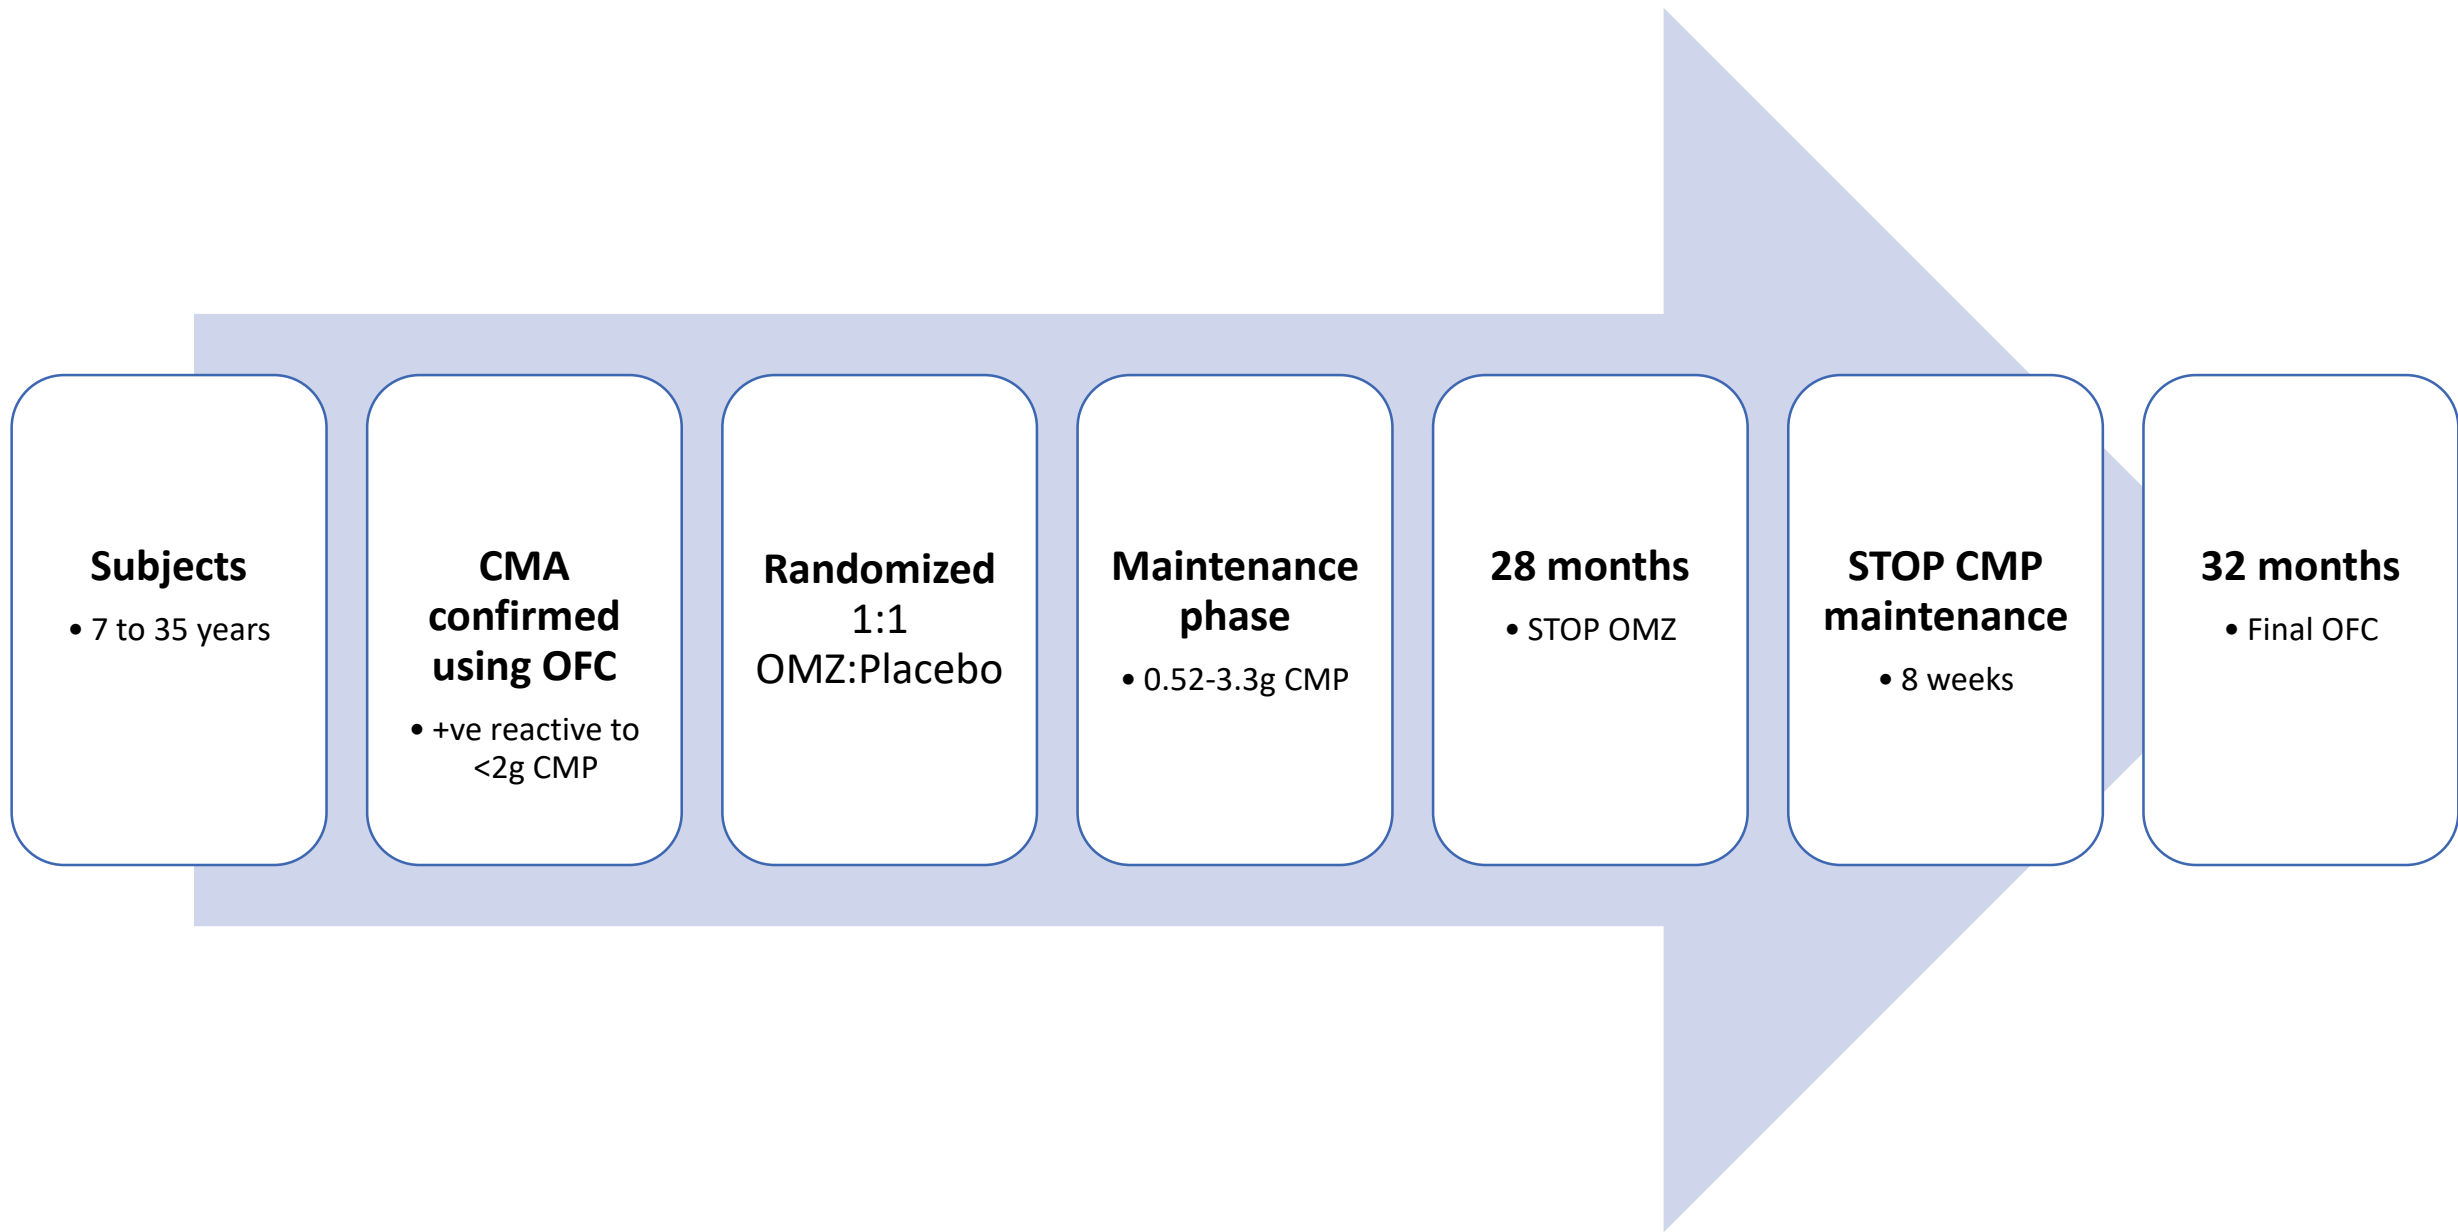 Subjects
• 7 to 35 years
CMA
confirmed
using OFC
• +ve reactive to
<2g CMP
Randomized
1:1
OMZ:Placebo
Maintenance
phase
• 0.52-3.3g CMP
28 months
• STOP OMZ
STOP CMP
maintenance
• 8 weeks
32 months
• Final OFC